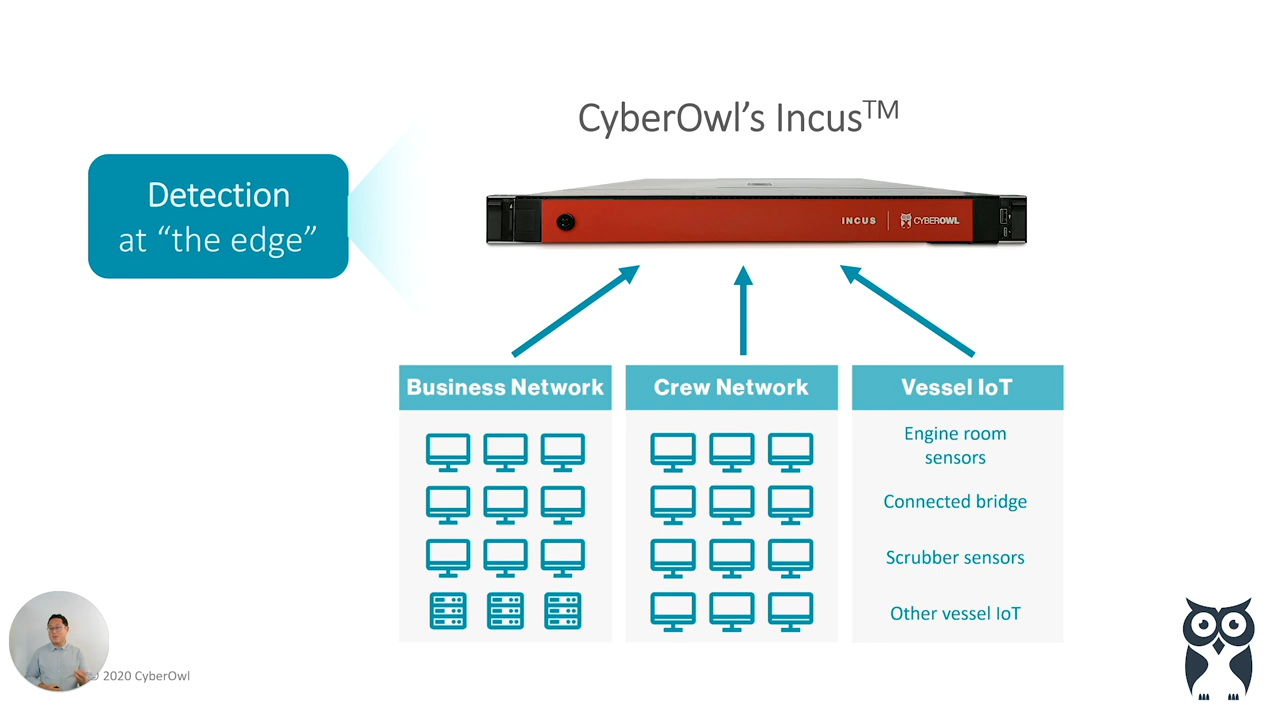 CyberOwl's Incus™
Detection
at “the edge”
INCUS | CYBEROWL
Business Network
Crew Network
Vessel IoT
Engine room
sensors
Connected bridge
Scrubber sensors
Other vessel IoT
© 2020 CyberOwl